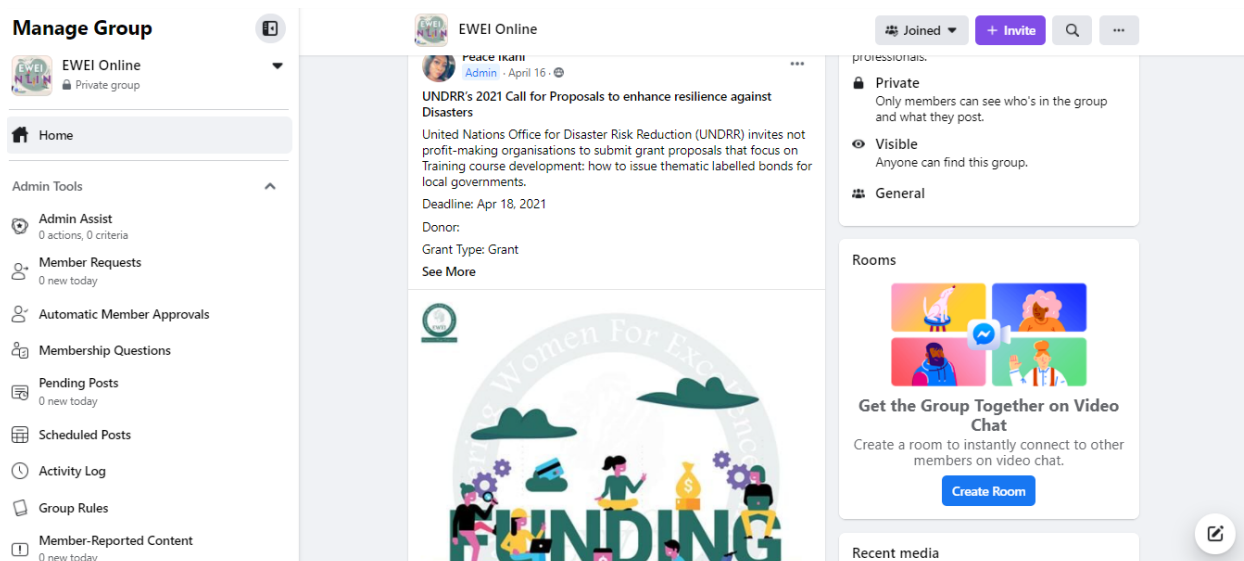 Manage Group
EWEI Online
Private group
Home
Admin Tools
Admin Assist
0 actions, 0 criteria
Member Requests
0 new today
Automatic Member Approvals
Membership Questions
Pending Posts
0 new today
Scheduled Posts
Activity Log
Group Rules
Member-Reported Content
0 new today
EWEI Online
Joined
+ Invite
Peace Ikani
Admin · April 16 ·
UNDRR's 2021 Call for Proposals to enhance resilience against
Disasters
United Nations Office for Disaster Risk Reduction (UNDRR) invites not
profit-making organisations to submit grant proposals that focus on
Training course development: how to issue thematic labelled bonds for
local governments.
Deadline: Apr 18, 2021
Donor:
Grant Type: Grant
See More
EWEI
Women For Excellence
FUNDING
professionals.
Private
Only members can see who's in the group
and what they post.
Visible
Anyone can find this group.
General
Rooms
Get the Group Together on Video
Chat
Create a room to instantly connect to other
members on video chat.
Create Room
Recent media